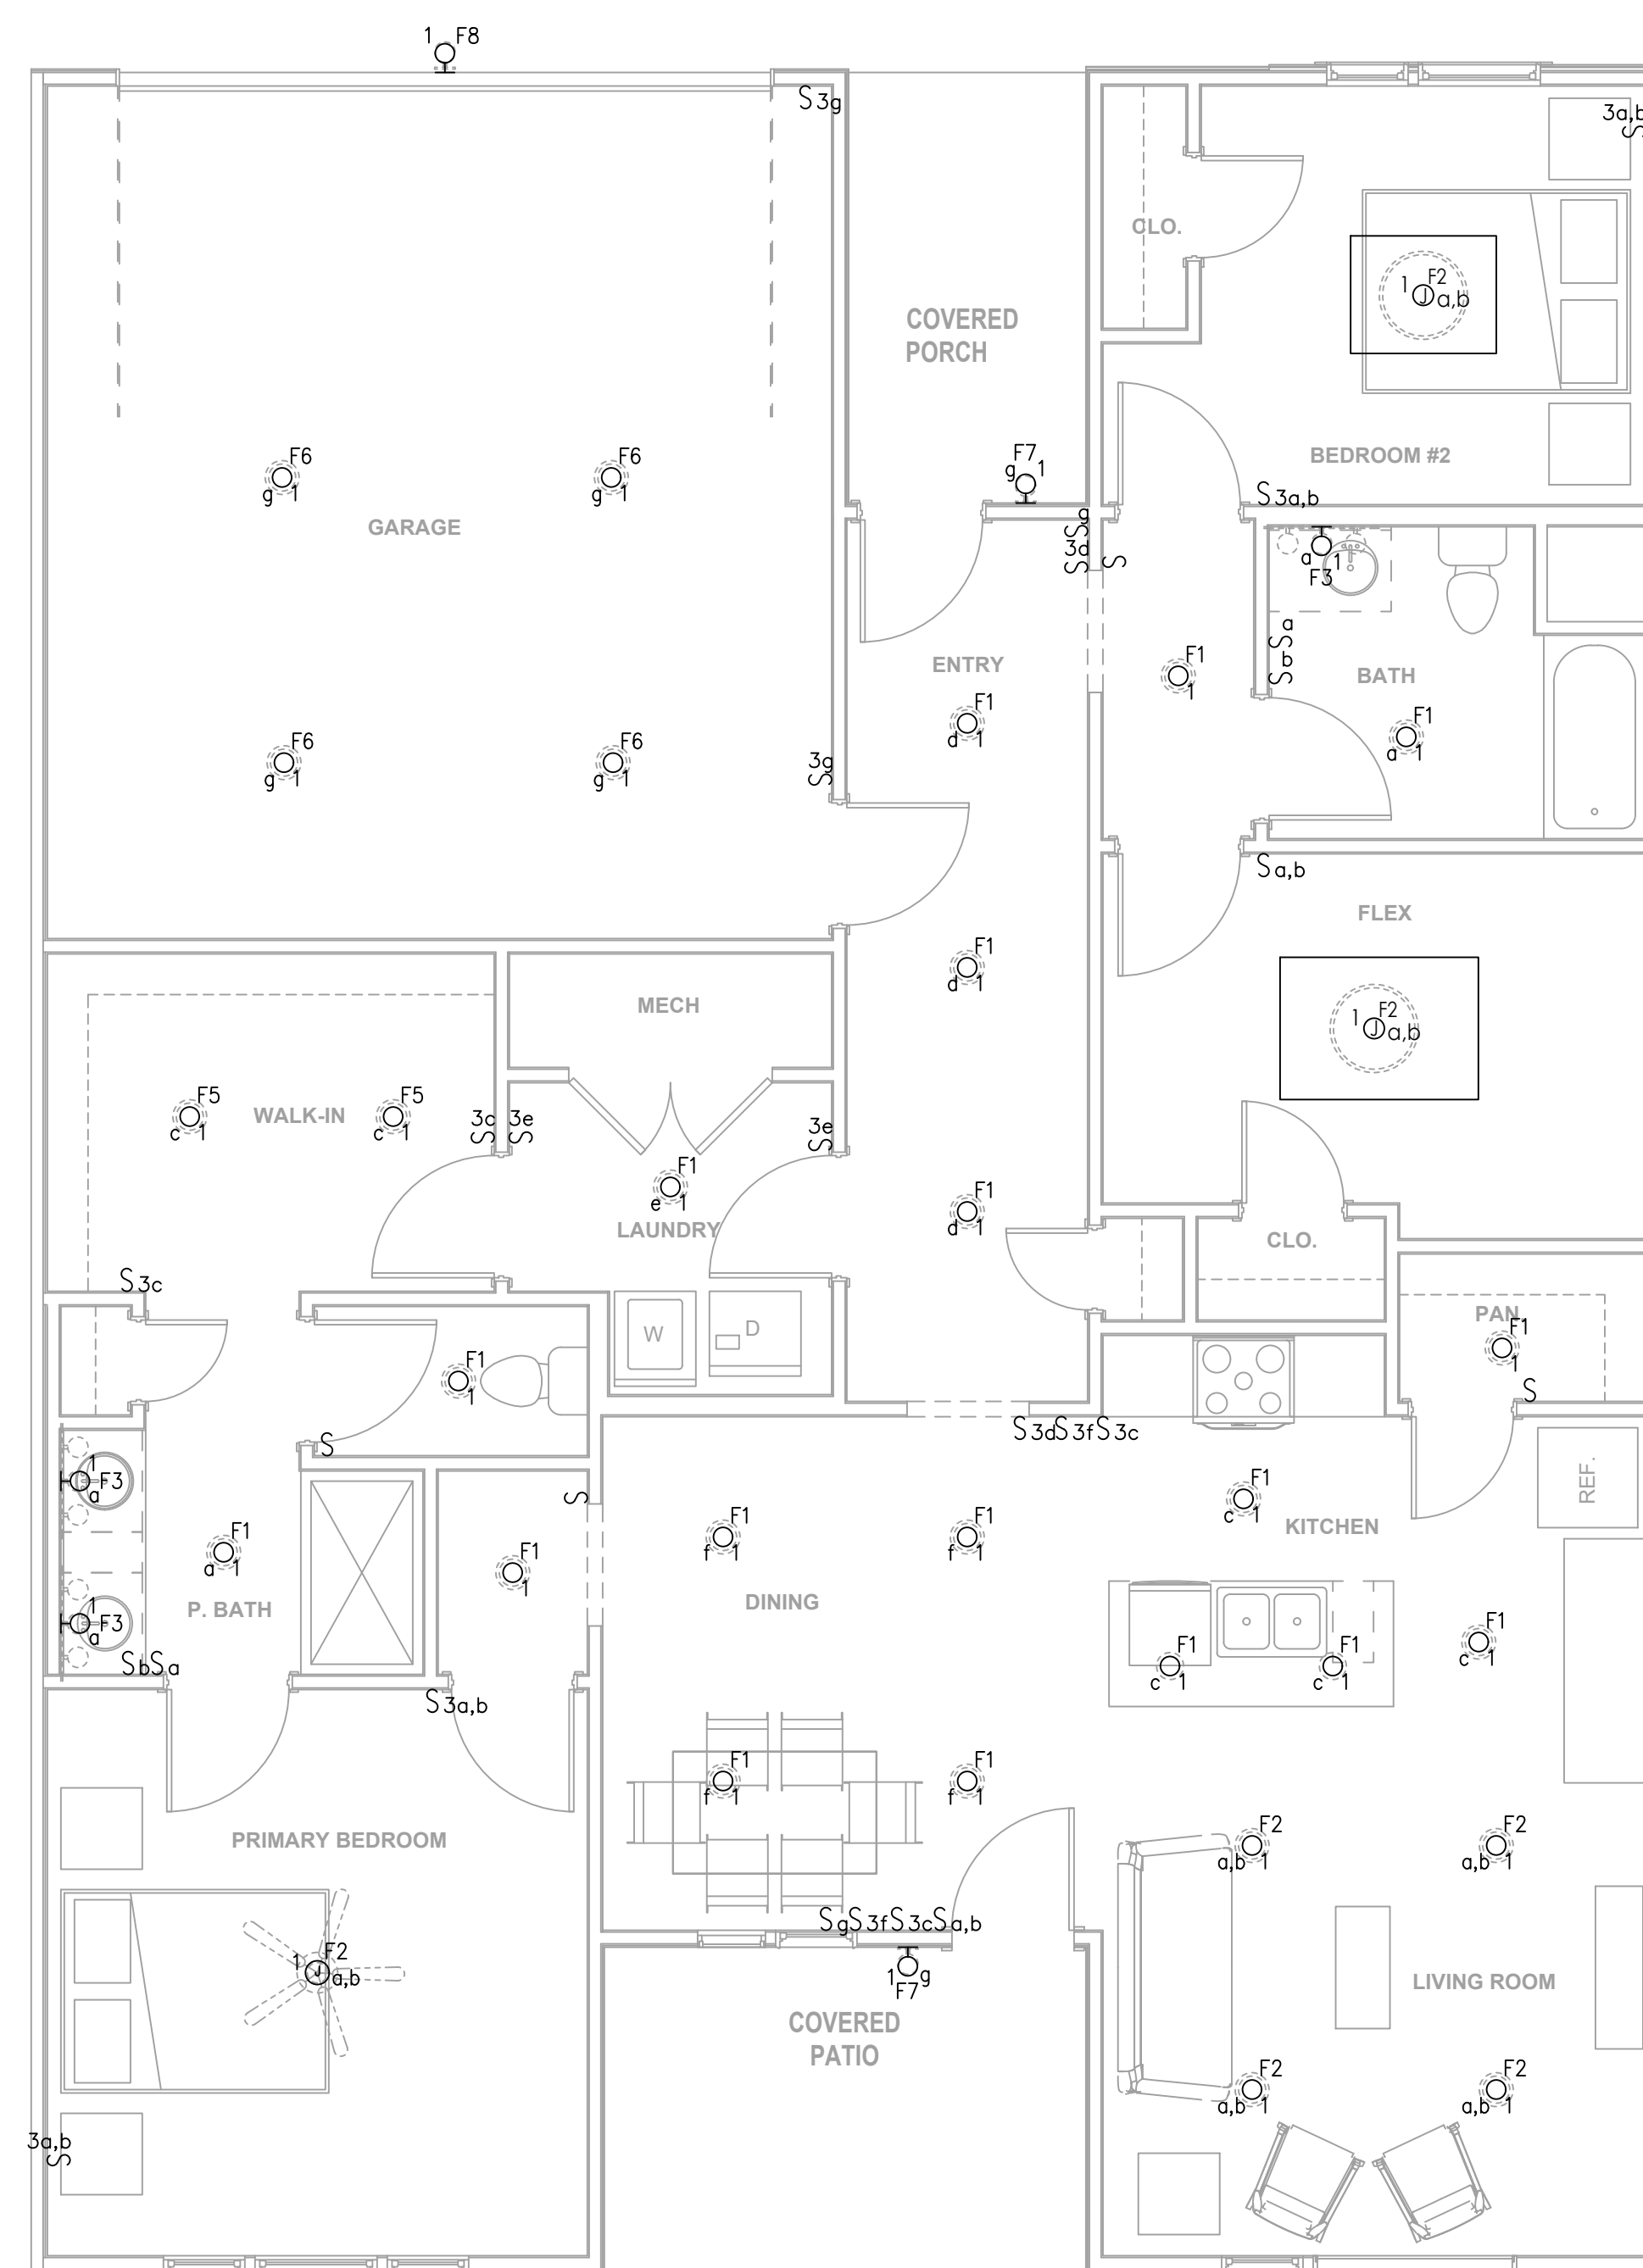 1 F8
S3g
3a,b
S
CLO.
1 F2
J a,b
COVERED
PORCH
F6
g 1
F6
g 1
GARAGE
F7
g 1
BEDROOM #2
S3a,b
Sg
S3d
S
a 1
F3
Sa
Sb
BATH
ENTRY
F1
1
F1
d 1
F1
a 1
F6
g 1
F6
g 1
3g
S
Sa,b
FLEX
F1
d 1
MECH
1 F2
J a,b
F5
c 1
WALK-IN
F5
c 1
3c
S
3e
S
3e
S
F1
e 1
LAUNDRY
F1
d 1
CLO.
S3c
W
D
PAN
F1
1
F1
1
S
S
S3dS3fS3c
1
F3
a
S
F1
c 1
REF.
KITCHEN
F1
a 1
F1
1
F1
f 1
F1
f 1
DINING
P. BATH
1
F3
a
F1
c 1
F1
c 1
F1
c 1
SbSa
S3a,b
F1
f 1
F1
f 1
PRIMARY BEDROOM
F2
a,b 1
F2
a,b 1
SgS3fS3cSa,b
1 F2
J a,b
1 g
F7
LIVING ROOM
COVERED
PATIO
F2
a,b 1
F2
a,b 1
3a,b
S